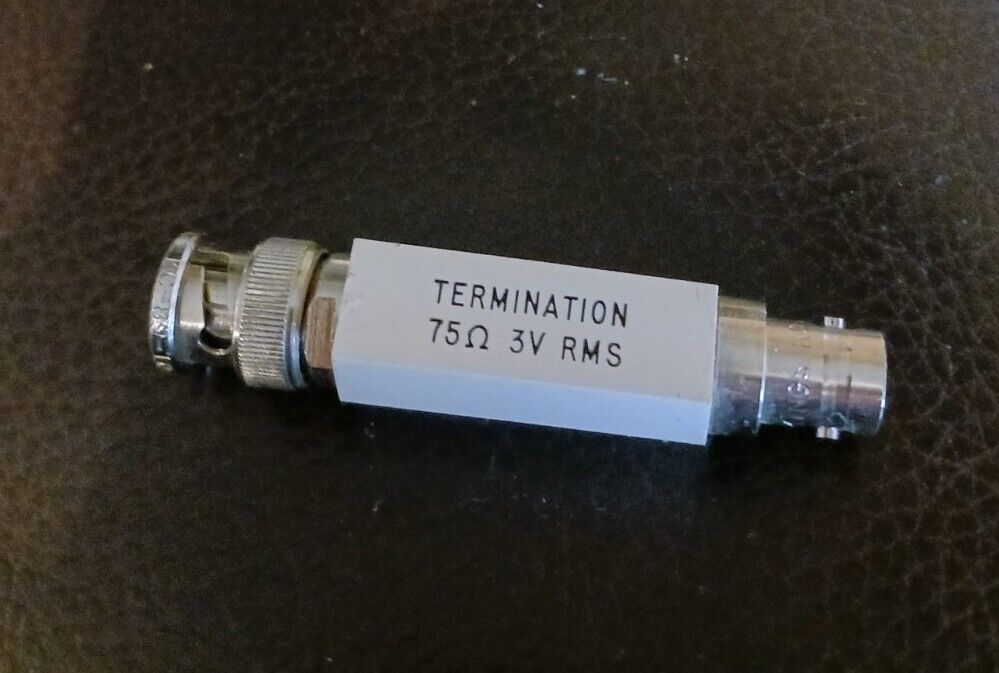 TERMINATION
75Ω 3V RMS